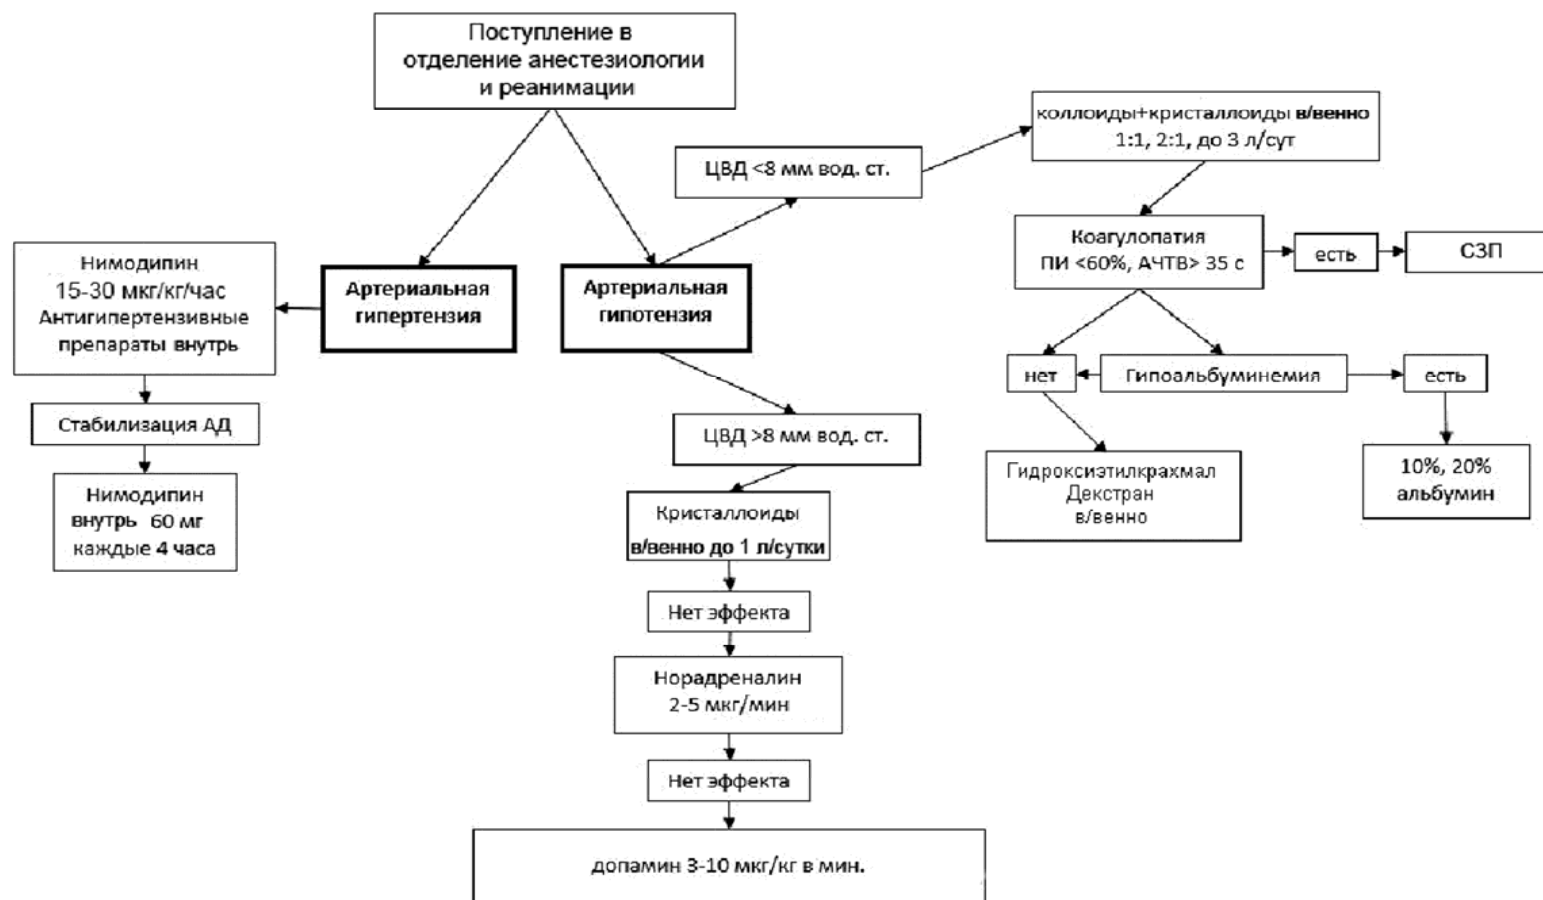 Поступление в
отделение анестезиологии
и реанимации
коллоиды+кристаллоиды в/венно
1:1, 2:1, до 3 л/сут
ЦВД <8 мм вод. ст.
Коагулопатия
ПИ <60%, АЧТВ> 35 с
есть
СЗП
Нимодипин
15-30 мкг/кг/час
Антигипертензивные
препараты внутрь
Артериальная
гипертензия
Артериальная
гипотензия
нет
Гипоальбуминемия
есть
Стабилизация АД
ЦВД >8 мм вод. ст.
Гидроксиэтилкрахмал
Декстран
в/венно
10%, 20%
альбумин
Нимодипин
внутрь 60 мг
каждые 4 часа
Кристаллоиды
в/венно до 1 л/сутки
Нет эффекта
Норадреналин
2-5 мкг/мин
Нет эффекта
допамин 3-10 мкг/кг в мин.